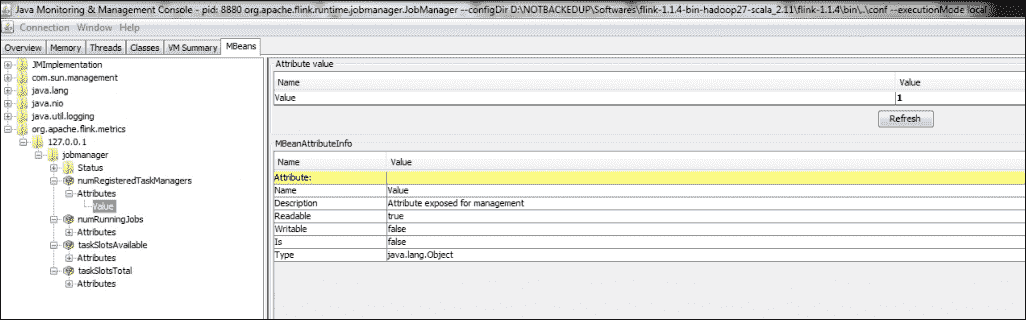 Java Monitoring & Management Console - pid: 8880 org.apache.flink.runtime.jobmanager.JobManager --configDir D:\NOTBACKEDUP\Softwares\flink-1.1.4-bin-hadoop27-scala_2.11\flink-1.1.4\bin\..\conf --executionMode local
Connection Window Help
Overview Memory Threads Classes VM Summary MBeans
JMImplementation
com.sun.management
java.lang
java.nio
java.util.logging
org.apache.flink.metrics
127.0.0.1
jobmanager
Status
numRegisteredTaskManagers
Attributes
Value
numRunningJobs
Attributes
taskSlotsAvailable
Attributes
taskSlotsTotal
Attributes
Attribute value
Name Value
Value 1
Refresh
MBeanAttributeInfo
Name Value
Attribute:
Name Value
Description Attribute exposed for management
Readable true
Writable false
Is false
Type java.lang.Object